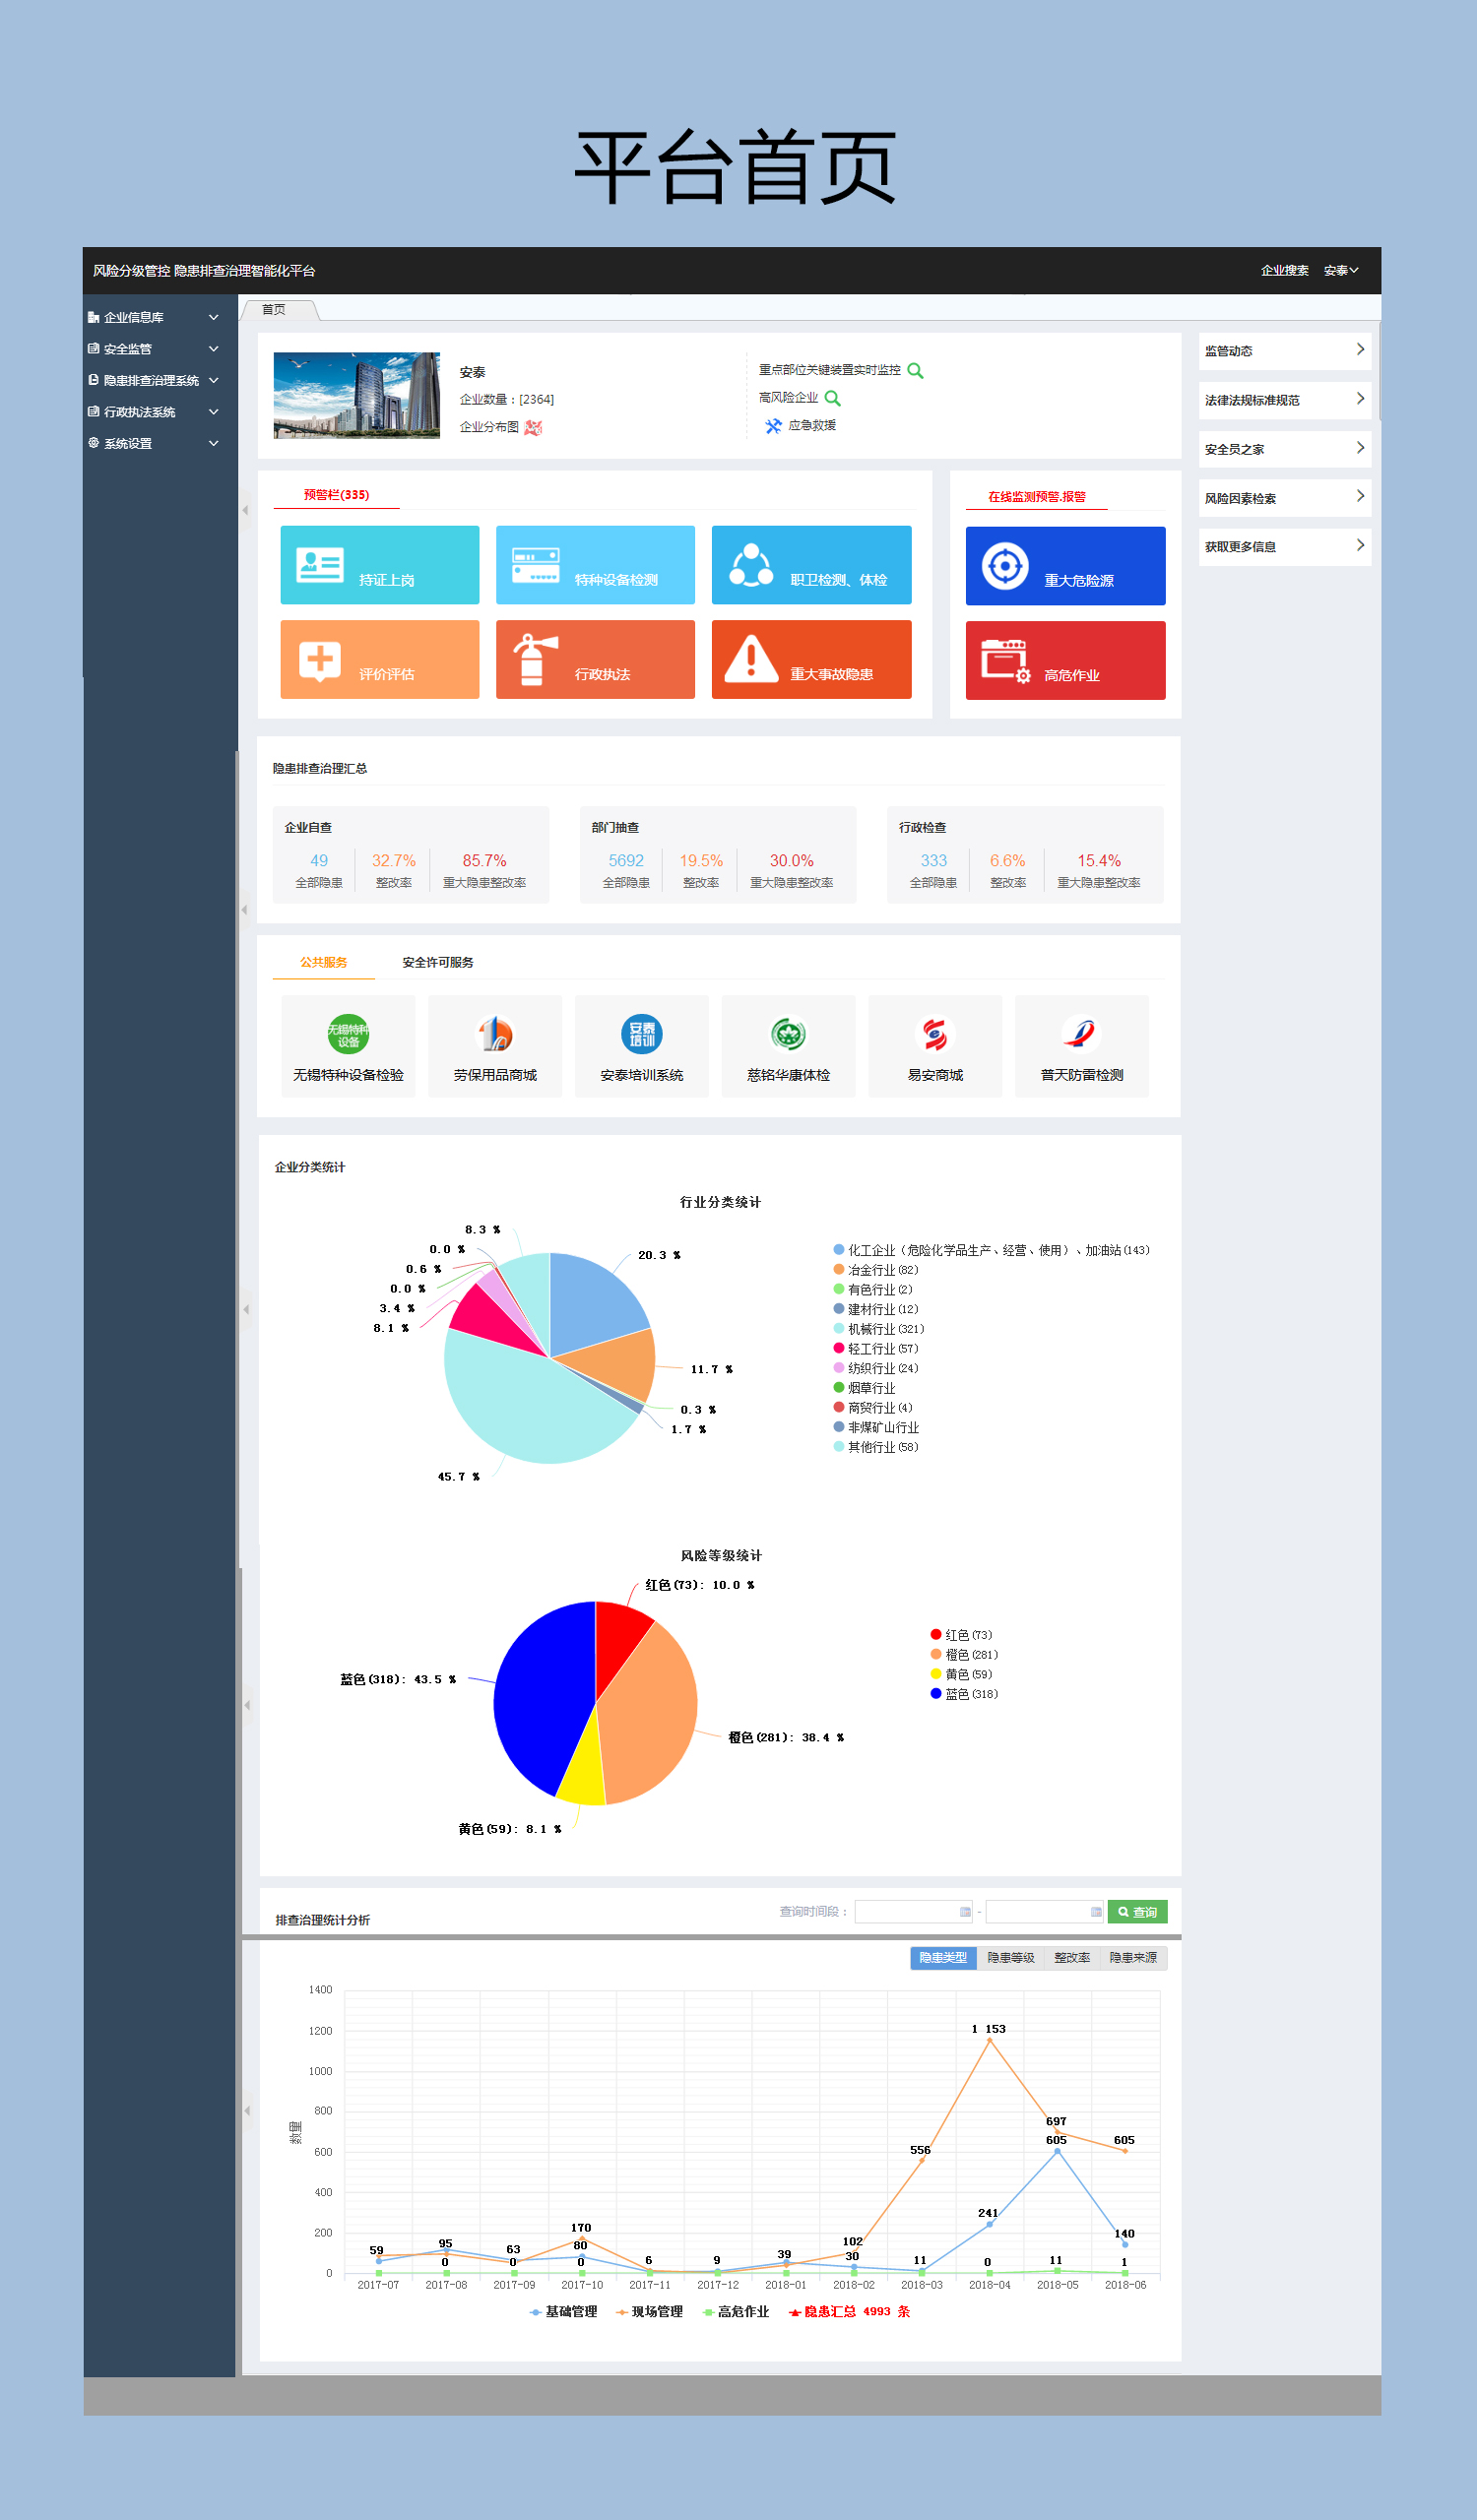 平台首页
风险分级管控 隐患排查治理智能化平台
企业搜索 安泰
企业信息库
安全监管
隐患排查治理系统
行政执法系统
系统设置
首页
安泰
企业数量：[2364]
企业分布图
重点部位关键装置实时监控
高风险企业
应急救援
监管动态
法律法规标准规范
安全员之家
风险因素检索
获取更多信息
预警栏(335)
持证上岗
特种设备检测
职卫检测、体检
评价评估
行政执法
重大事故隐患
在线监测预警.报警
重大危险源
高危作业
隐患排查治理汇总
企业自查
49 32.7% 85.7%
全部隐患 整改率 重大隐患整改率
部门抽查
5692 19.5% 30.0%
全部隐患 整改率 重大隐患整改率
行政检查
333 6.6% 15.4%
全部隐患 整改率 重大隐患整改率
公共服务 安全许可服务
无锡特种
设备
无锡特种设备检验
劳保用品商城
安泰
培训
安泰培训系统
慈铭华康体检
易安商城
普天防雷检测
企业分类统计
行业分类统计
8.3 %
0.0 %
0.6 %
0.0 %
3.4 %
8.1 %
20.3 %
11.7 %
0.3 %
1.7 %
45.7 %
化工企业（危险化学品生产、经营、使用）、加油站(143)
冶金行业(82)
有色行业(2)
建材行业(12)
机械行业(321)
轻工行业(57)
纺织行业(24)
烟草行业
商贸行业(4)
非煤矿山行业
其他行业(58)
风险等级统计
红色(73): 10.0 %
蓝色(318): 43.5 %
橙色(281): 38.4 %
黄色(59): 8.1 %
红色(73)
橙色(281)
黄色(59)
蓝色(318)
排查治理统计分析
查询时间段： - 查询
隐患类型 隐患等级 整改率 隐患来源
数量
1400
1200
1000
800
600
400
200
0
59 95 63 170 80 6 9 39 102 30 556 11 1 153 241 697 605 605 140
0 0 0 0 11 1
2017-07 2017-08 2017-09 2017-10 2017-11 2017-12 2018-01 2018-02 2018-03 2018-04 2018-05 2018-06
基础管理 现场管理 高危作业 隐患汇总 4993 条